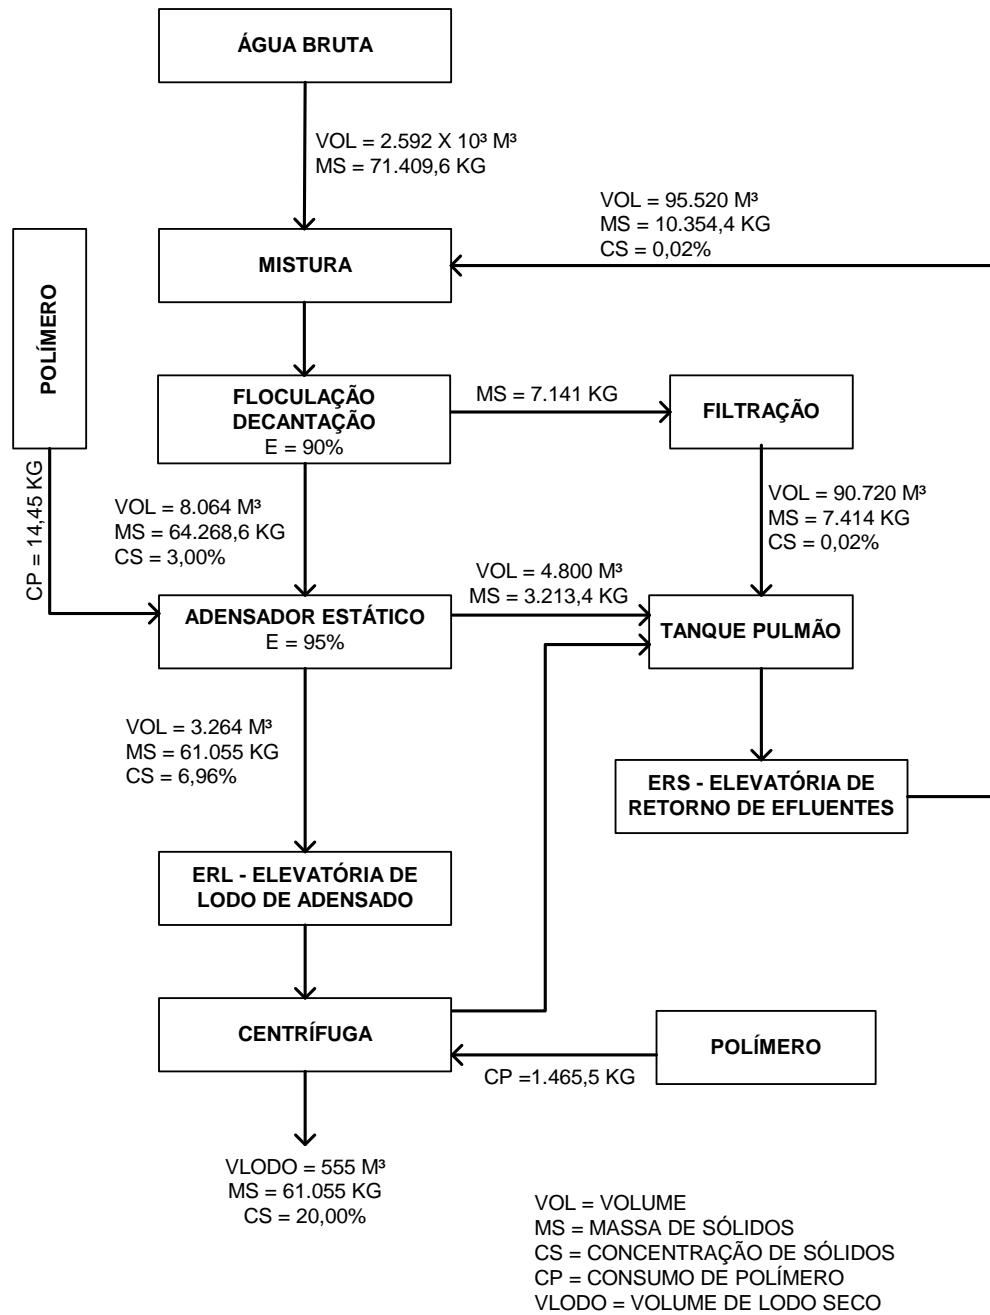 ÁGUA BRUTA
VOL = 2.592 X 10³ M³
MS = 71.409,6 KG
VOL = 95.520 M³
MS = 10.354,4 KG
CS = 0,02%
MISTURA
POLÍMERO
FLOCULAÇÃO
DECANTAÇÃO
E = 90%
MS = 7.141 KG
FILTRAÇÃO
CP = 14,45 KG
VOL = 8.064 M³
MS = 64.268,6 KG
CS = 3,00%
VOL = 90.720 M³
MS = 7.414 KG
CS = 0,02%
VOL = 4.800 M³
MS = 3.213,4 KG
ADENSADOR ESTÁTICO
E = 95%
TANQUE PULMÃO
VOL = 3.264 M³
MS = 61.055 KG
CS = 6,96%
ERS - ELEVATÓRIA DE
RETORNO DE EFLUENTES
ERL - ELEVATÓRIA DE
LODO DE ADENSADO
CENTRÍFUGA
POLÍMERO
CP =1.465,5 KG
VLODO = 555 M³
MS = 61.055 KG
CS = 20,00%
VOL = VOLUME
MS = MASSA DE SÓLIDOS
CS = CONCENTRAÇÃO DE SÓLIDOS
CP = CONSUMO DE POLÍMERO
VLODO = VOLUME DE LODO SECO